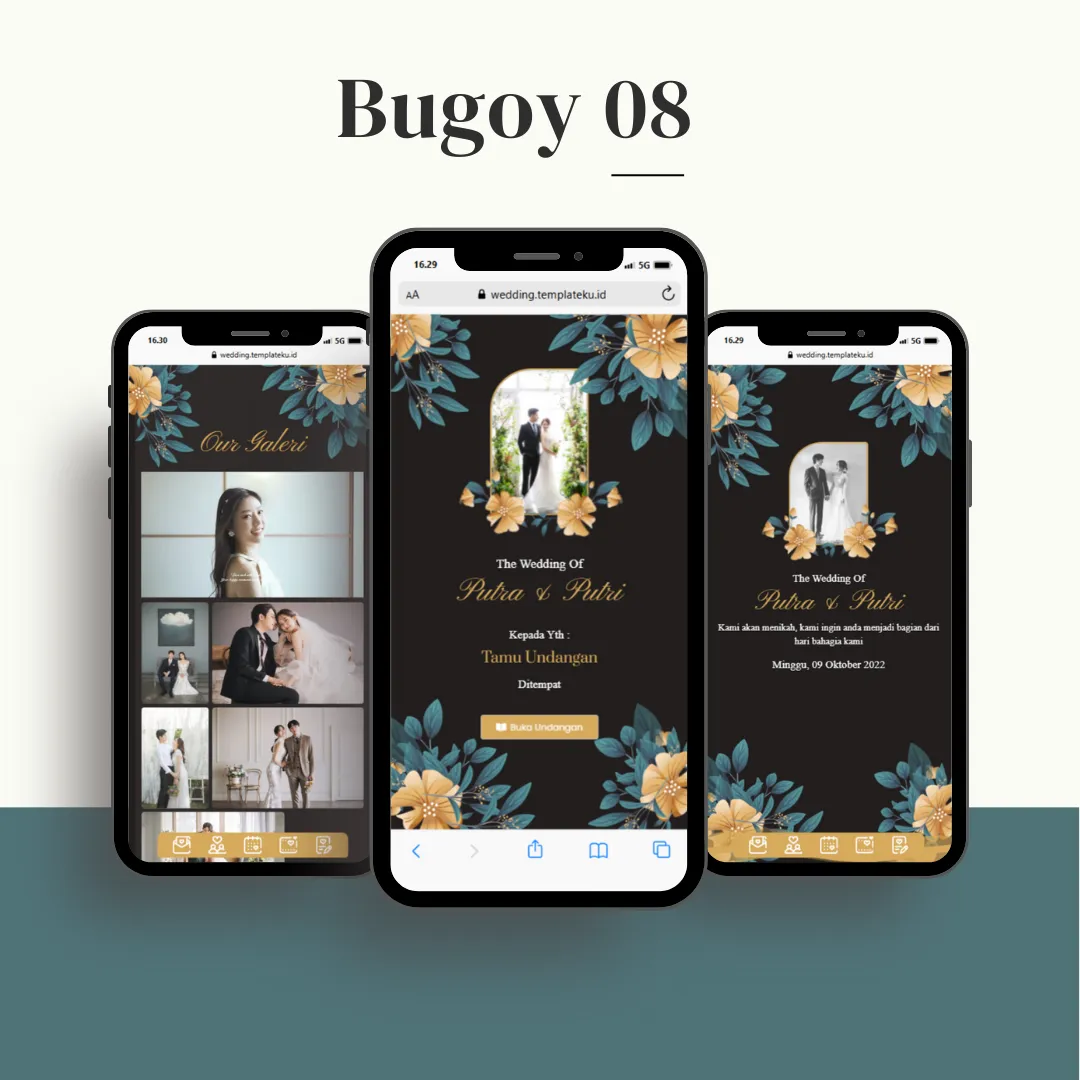 Bugoy 08
16.30
5G
wedding.templateku.id
Our Galeri
16.29
5G
AA
wedding.templateku.id
The Wedding Of
Putra & Putri
Kepada Yth :
Tamu Undangan
Ditempat
Buka Undangan
16.29
5G
wedding.templateku.id
The Wedding Of
Putra & Putri
Kami akan menikah, kami ingin anda menjadi bagian dari
hari bahagia kami
Minggu, 09 Oktober 2022